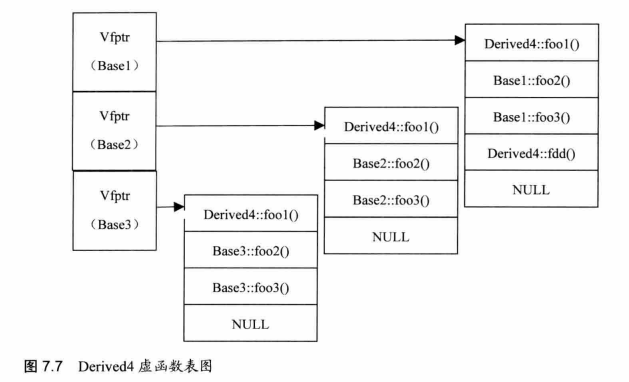 Vfptr
（Base1）
Derived4::foo1()
Base1::foo2()
Base1::foo3()
Derived4::fdd()
NULL
Vfptr
（Base2）
Derived4::foo1()
Base2::foo2()
Base2::foo3()
NULL
Vfptr
（Base3）
Derived4::foo1()
Base3::foo2()
Base3::foo3()
NULL
图 7.7 Derived4 虚函数表图